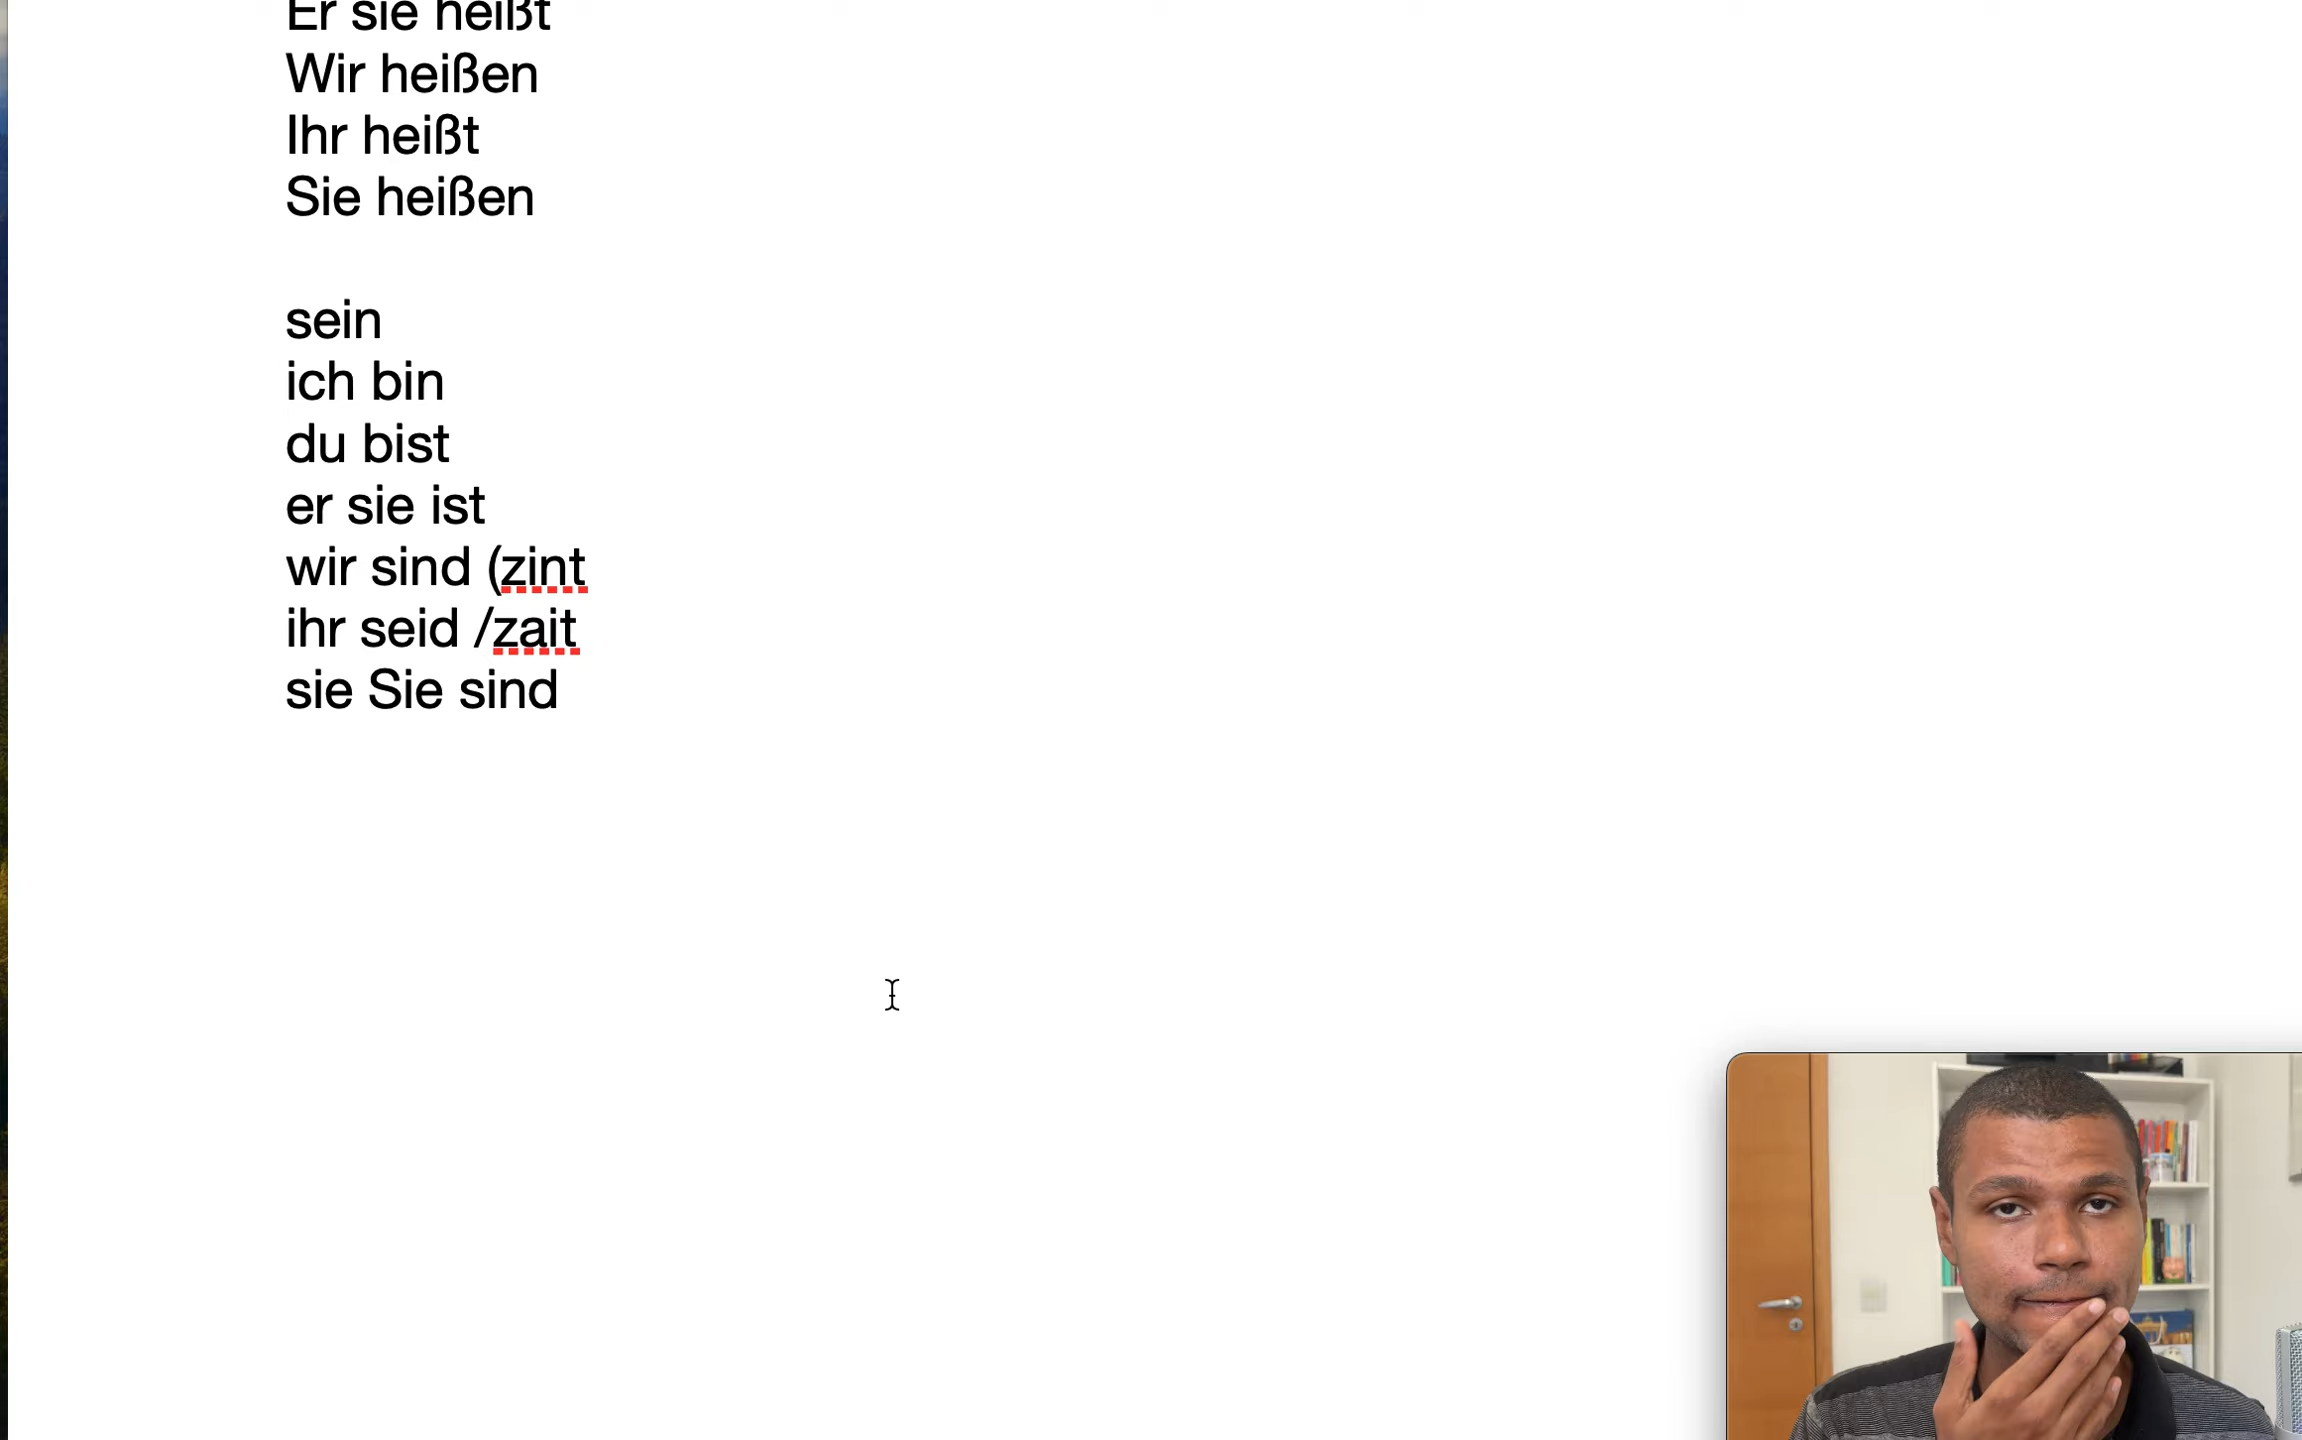 Er sie heißt
Wir heißen
Ihr heißt
Sie heißen
sein
ich bin
du bist
er sie ist
wir sind (zint
ihr seid /zait
sie Sie sind